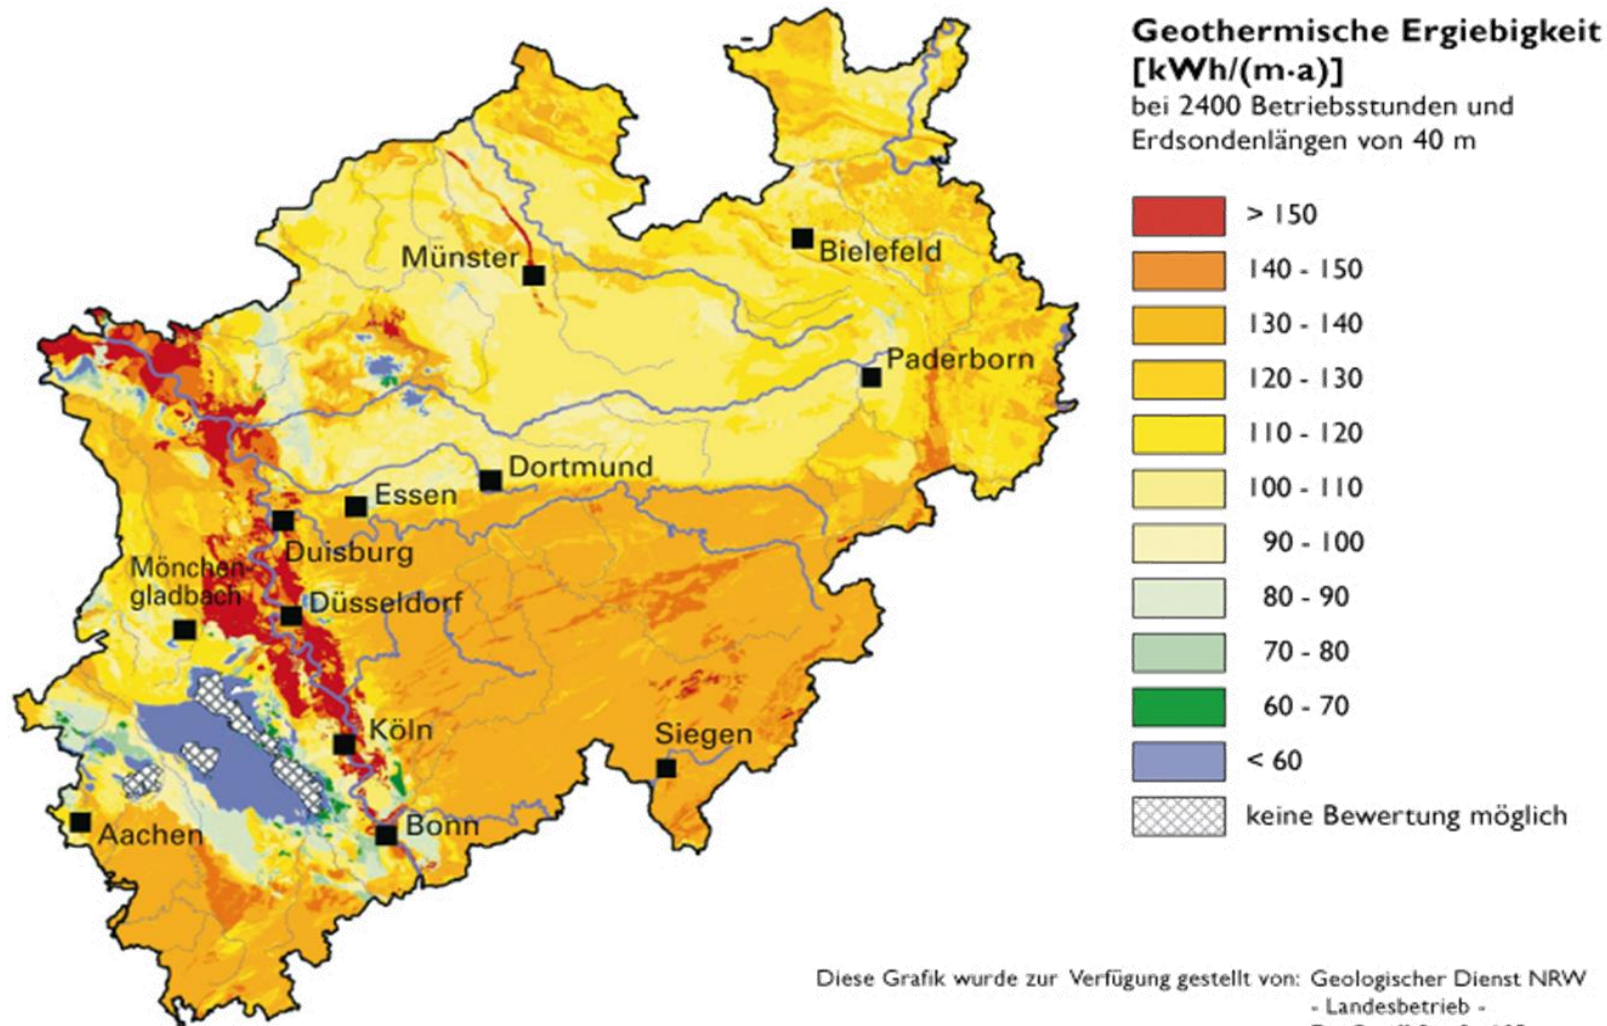 Geothermische Ergiebigkeit
[kWh/(m·a)]
bei 2400 Betriebsstunden und
Erdsondenlängen von 40 m
> 150
140 - 150
130 - 140
120 - 130
110 - 120
100 - 110
90 - 100
80 - 90
70 - 80
60 - 70
< 60
keine Bewertung möglich
Münster
Bielefeld
Paderborn
Dortmund
Essen
Duisburg
Mönchen-
gladbach
Düsseldorf
Köln
Siegen
Bonn
Aachen
Diese Grafik wurde zur Verfügung gestellt von: Geologischer Dienst NRW
- Landesbetrieb -